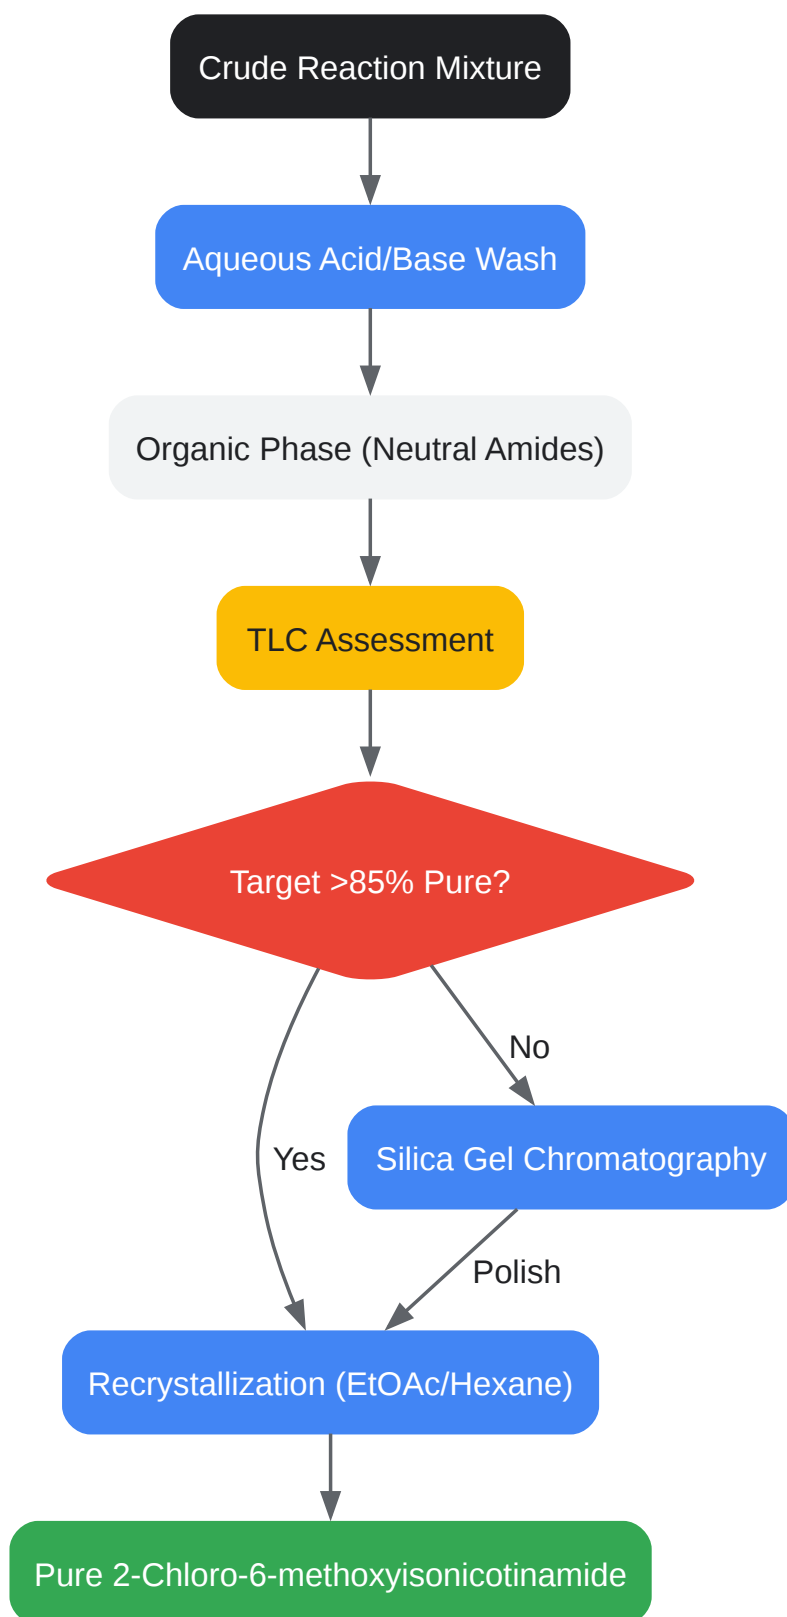 Crude Reaction Mixture
Aqueous Acid/Base Wash
Organic Phase (Neutral Amides)
TLC Assessment
Target >85% Pure?
No
Yes
Silica Gel Chromatography
Polish
Recrystallization (EtOAc/Hexane)
Pure 2-Chloro-6-methoxyisonicotinamide